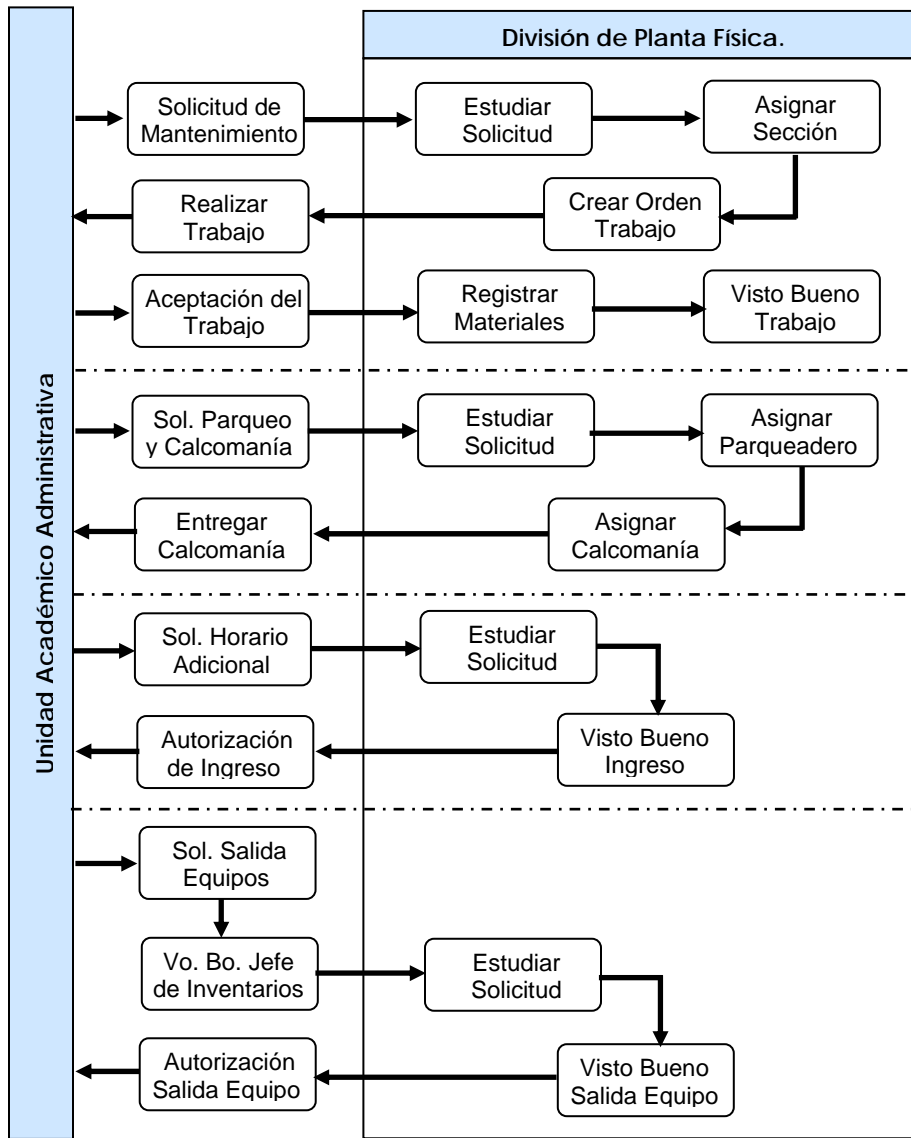 División de Planta Física.
Unidad Académico Administrativa
Solicitud de
Mantenimiento
Estudiar
Solicitud
Asignar
Sección
Realizar
Trabajo
Crear Orden
Trabajo
Aceptación del
Trabajo
Registrar
Materiales
Visto Bueno
Trabajo
Sol. Parqueo
y Calcomanía
Estudiar
Solicitud
Asignar
Parqueadero
Entregar
Calcomanía
Asignar
Calcomanía
Sol. Horario
Adicional
Estudiar
Solicitud
Autorización
de Ingreso
Visto Bueno
Ingreso
Sol. Salida
Equipos
Vo. Bo. Jefe
de Inventarios
Estudiar
Solicitud
Autorización
Salida Equipo
Visto Bueno
Salida Equipo